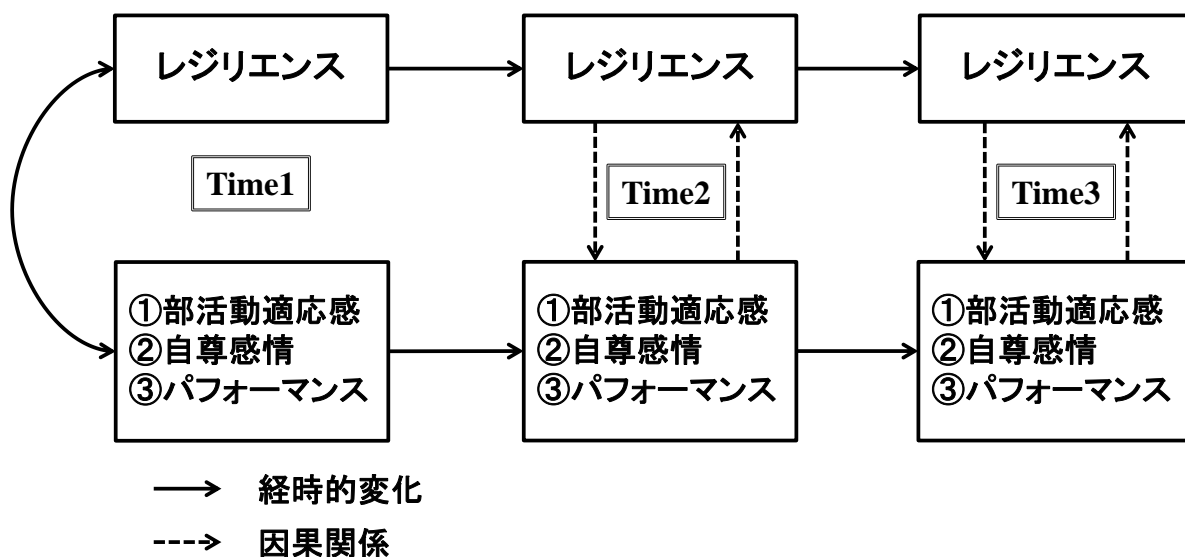 レジリエンス
レジリエンス
レジリエンス
Time1
Time2
Time3
①部活動適応感
②自尊感情
③パフォーマンス
①部活動適応感
②自尊感情
③パフォーマンス
①部活動適応感
②自尊感情
③パフォーマンス
経時的変化
因果関係